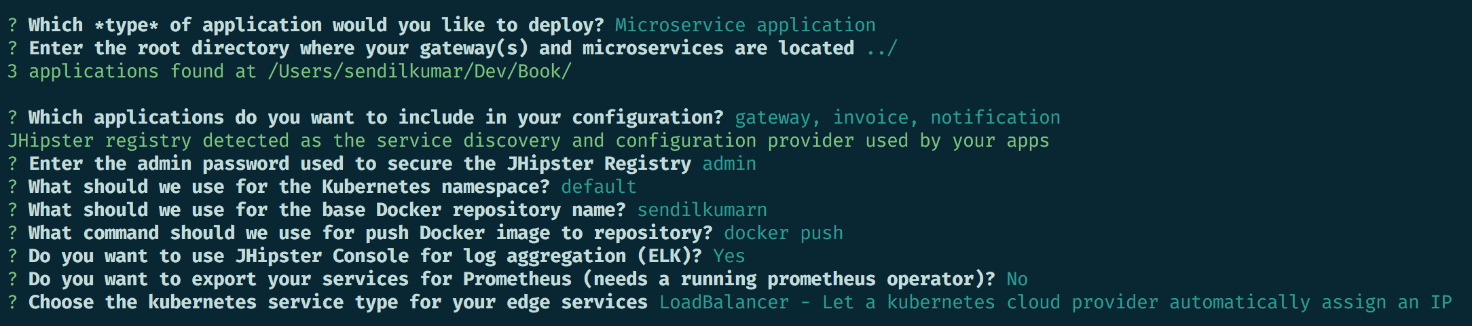 ? Which *type* of application would you like to deploy? Microservice application
? Enter the root directory where your gateway(s) and microservices are located ../
3 applications found at /Users/sendilkumar/Dev/Book/
? Which applications do you want to include in your configuration? gateway, invoice, notification
JHipster registry detected as the service discovery and configuration provider used by your apps
? Enter the admin password used to secure the JHipster Registry admin
? What should we use for the Kubernetes namespace? default
? What should we use for the base Docker repository name? sendilkumarn
? What command should we use for push Docker image to repository? docker push
? Do you want to use JHipster Console for log aggregation (ELK)? Yes
? Do you want to export your services for Prometheus (needs a running prometheus operator)? No
? Choose the kubernetes service type for your edge services LoadBalancer - Let a kubernetes cloud provider automatically assign an IP